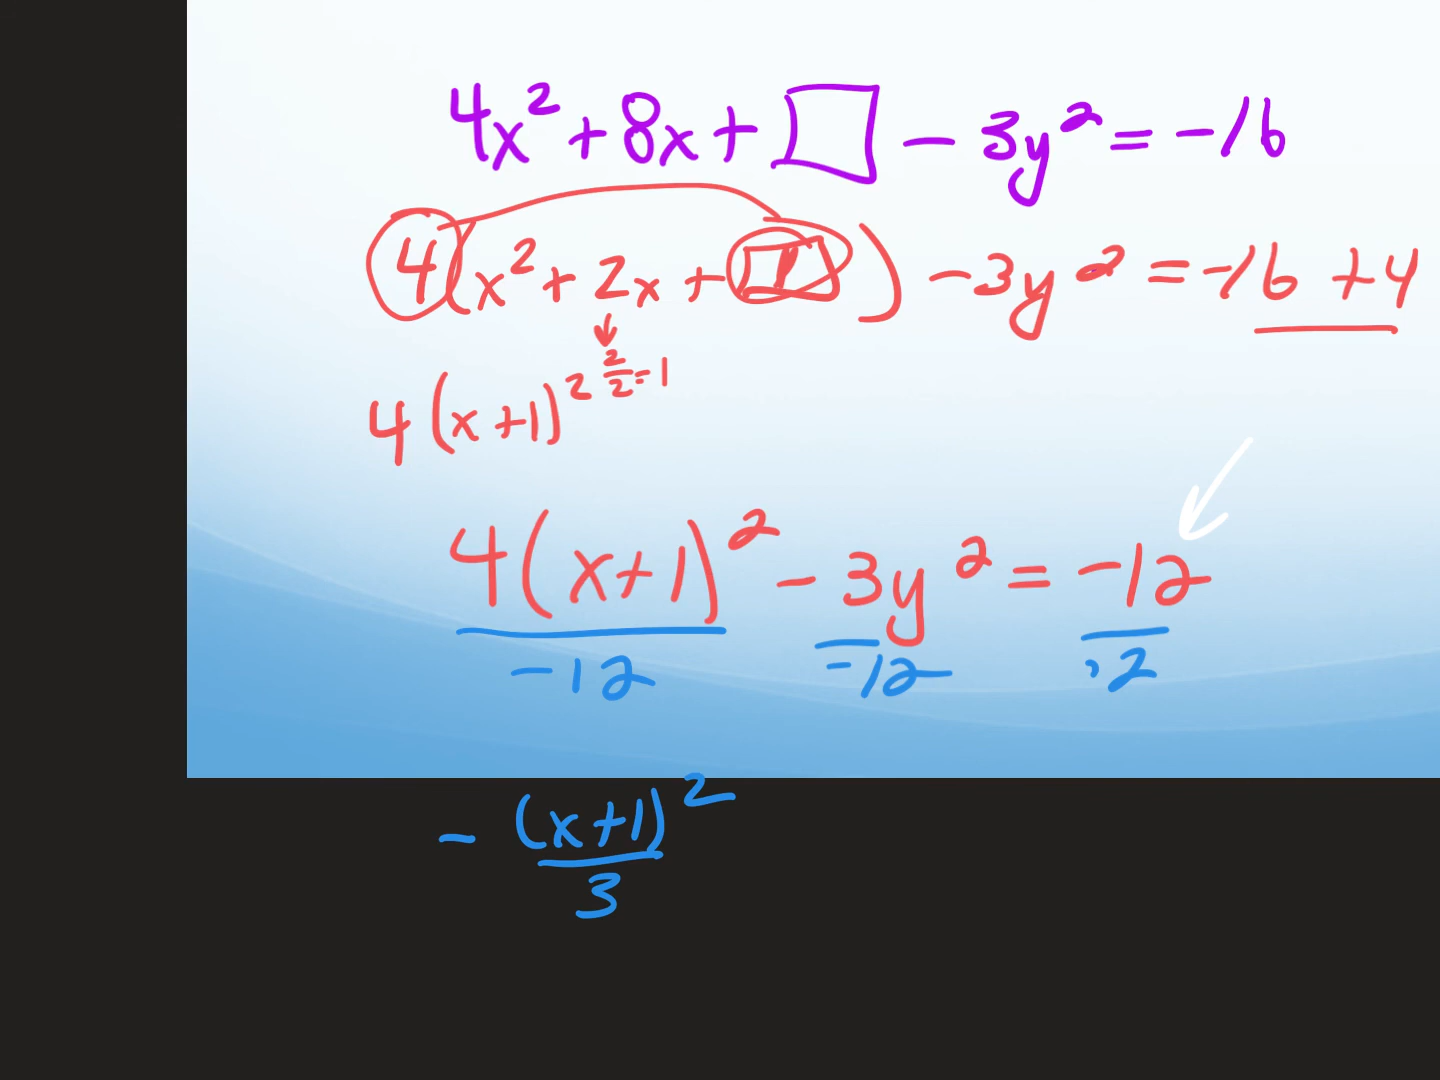 4x² + 8x + □ - 3y² = -16
4(x² + 2x + 1) - 3y² = -16 + 4
2/2 = 1
4(x+1)²
4(x+1)² - 3y² = -12
-12 -12 -12
- (x+1)²/3